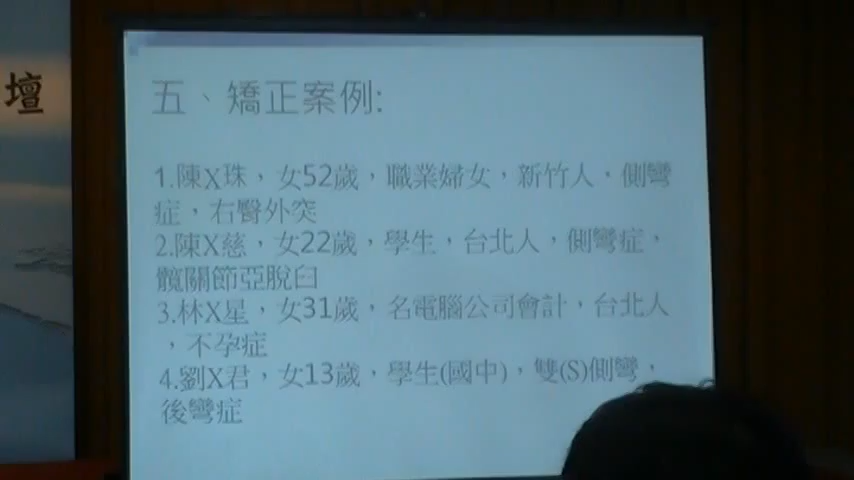 壇
五、矯正案例:
1.陳X珠，女52歲，職業婦女，新竹人，側彎
症，右臀外突
2.陳X慈，女22歲，學生，台北人，側彎症，
髖關節亞脫臼
3.林X星，女31歲，名電腦公司會計，台北人
，不孕症
4.劉X君，女13歲，學生(國中)，雙(S)側彎，
後彎症